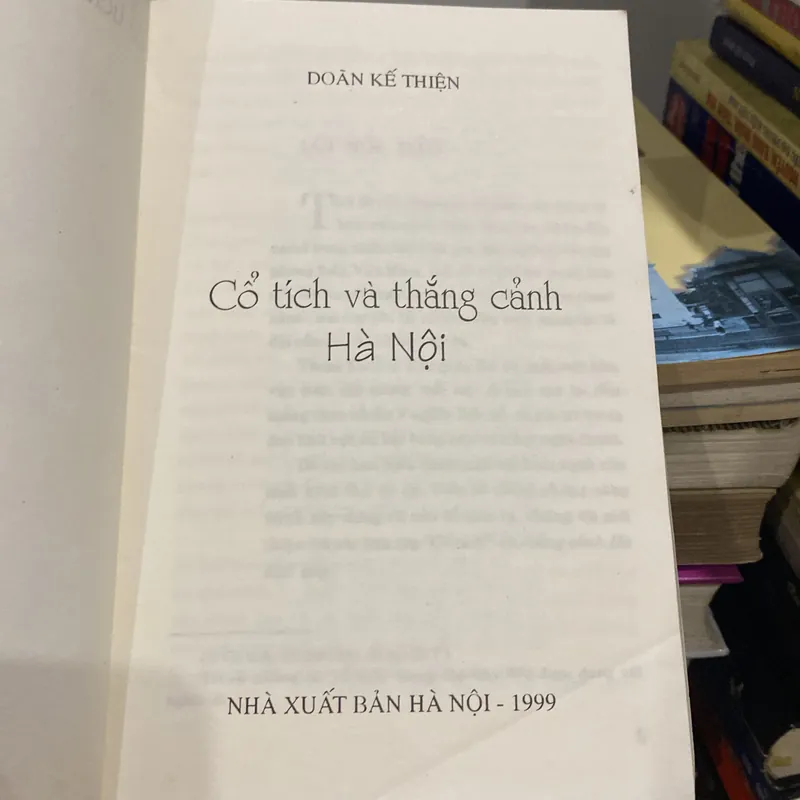 DOÃN KẾ THIỆN
Cổ tích và thắng cảnh
Hà Nội
NHÀ XUẤT BẢN HÀ NỘI - 1999